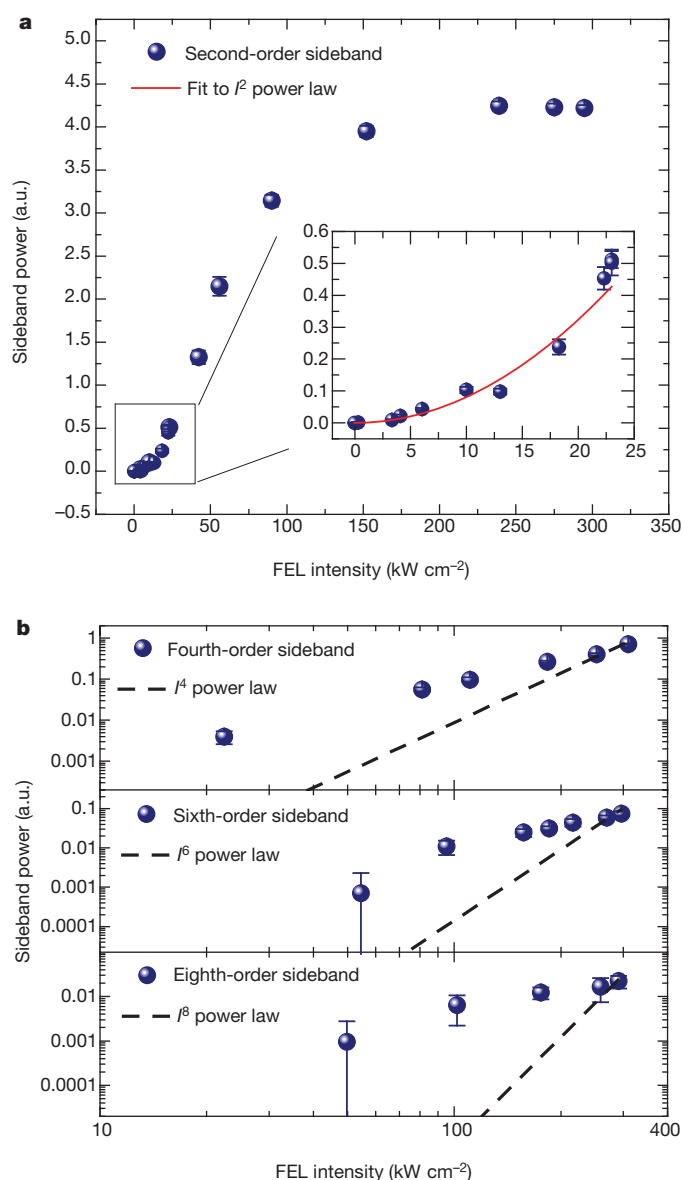 a
5.0
4.5
4.0
3.5
3.0
2.5
2.0
1.5
1.0
0.5
0.0
–0.5
Sideband power (a.u.)
Second-order sideband
Fit to I² power law
0.6
0.5
0.4
0.3
0.2
0.1
0.0
0 5 10 15 20 25
0 50 100 150 200 250 300 350
FEL intensity (kW cm⁻²)
b
Sideband power (a.u.)
1
0.1
0.01
0.001
Fourth-order sideband
I⁴ power law
0.1
0.01
0.001
0.0001
Sixth-order sideband
I⁶ power law
0.01
0.001
0.0001
Eighth-order sideband
I⁸ power law
10 100 400
FEL intensity (kW cm⁻²)